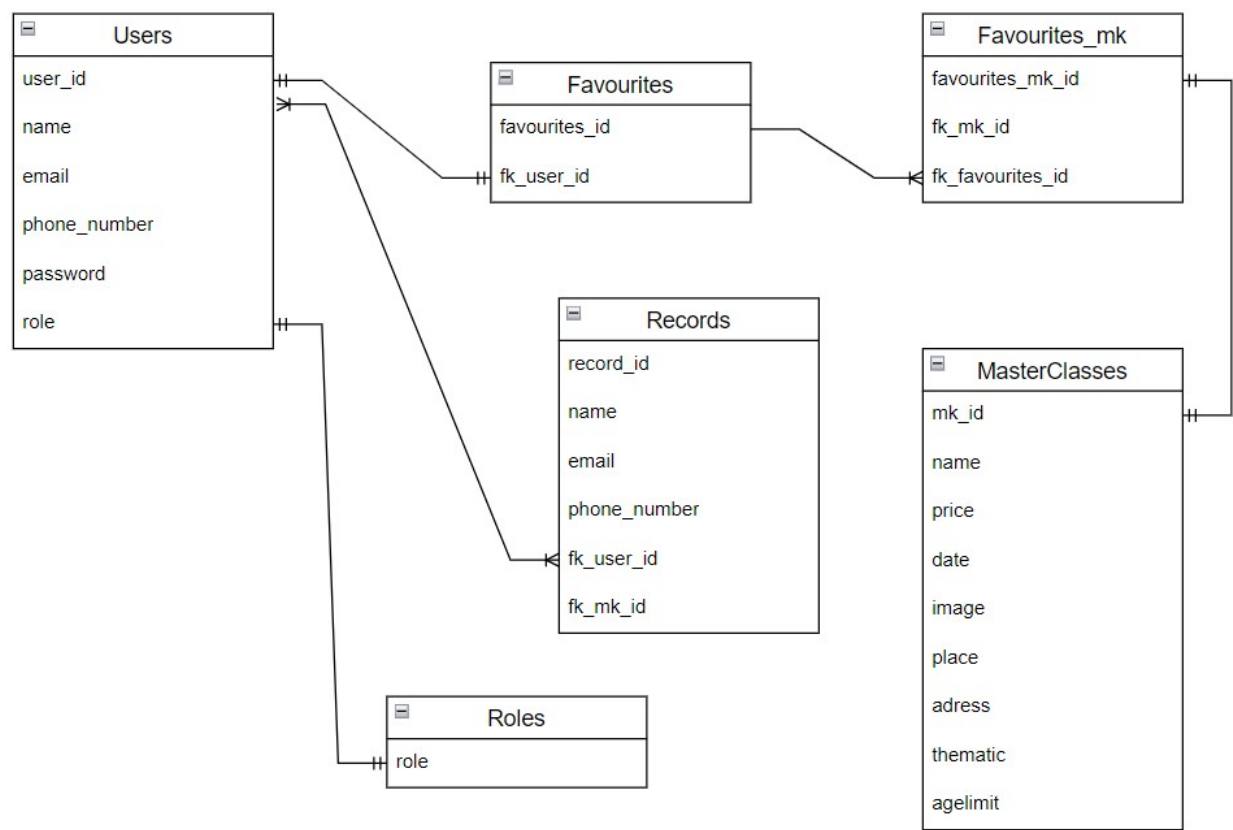 Users
user_id
name
email
phone_number
password
role
Favourites
favourites_id
fk_user_id
Favourites_mk
favourites_mk_id
fk_mk_id
fk_favourites_id
Records
record_id
name
email
phone_number
fk_user_id
fk_mk_id
MasterClasses
mk_id
name
price
date
image
place
adress
thematic
agelimit
Roles
role